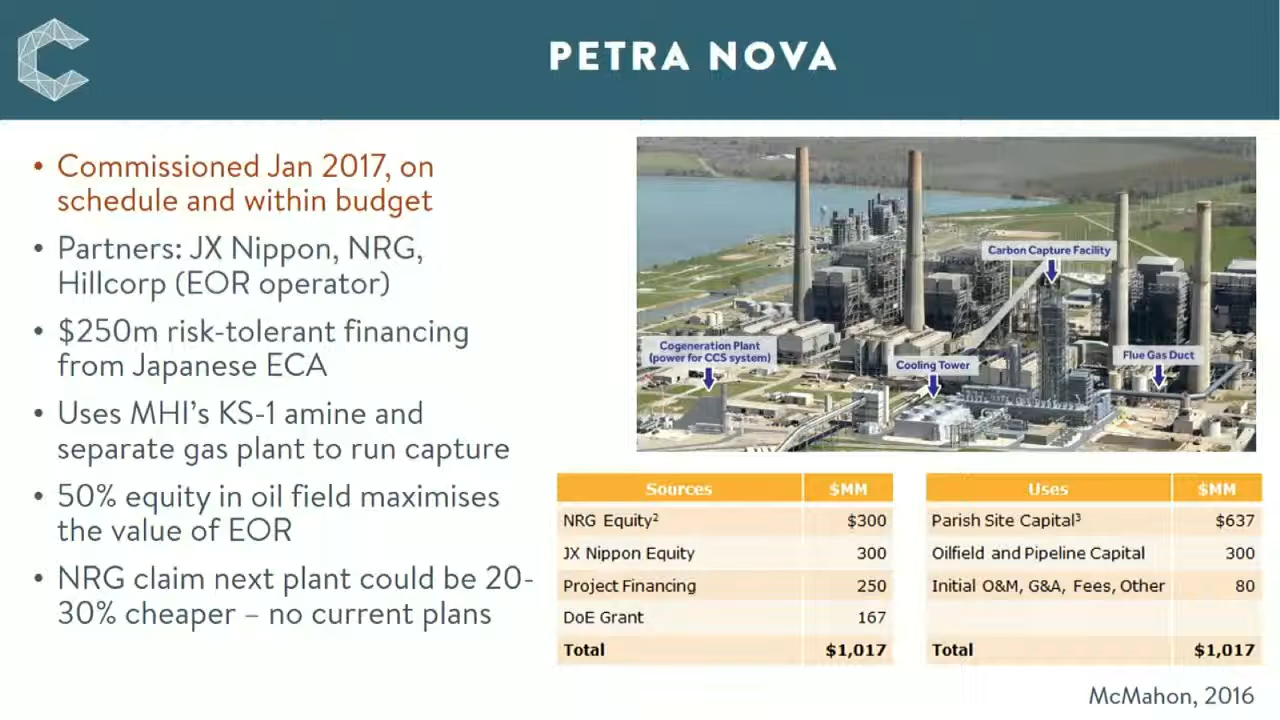 PETRA NOVA
• Commissioned Jan 2017, on
schedule and within budget
• Partners: JX Nippon, NRG,
Hillcorp (EOR operator)
• $250m risk-tolerant financing
from Japanese ECA
• Uses MHI's KS-1 amine and
separate gas plant to run capture
• 50% equity in oil field maximises
the value of EOR
• NRG claim next plant could be 20-
30% cheaper – no current plans
Carbon Capture Facility
Cogeneration Plant
(power for CCS system)
Cooling Tower
Flue Gas Duct
Sources $MM
NRG Equity² $300
JX Nippon Equity 300
Project Financing 250
DoE Grant 167
Total $1,017
Uses $MM
Parish Site Capital³ $637
Oilfield and Pipeline Capital 300
Initial O&M, G&A, Fees, Other 80
Total $1,017
McMahon, 2016